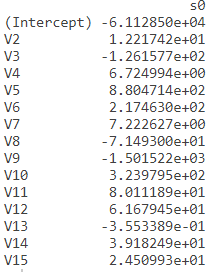 s0
(Intercept) -6.112850e+04
V2 1.221742e+01
V3 -1.261577e+02
V4 6.724994e+00
V5 8.804714e+02
V6 2.174630e+02
V7 7.222627e+00
V8 -7.149300e+01
V9 -1.501522e+03
V10 3.239795e+02
V11 8.011189e+01
V12 6.167945e+01
V13 -3.553389e-01
V14 3.918249e+01
V15 2.450993e+01